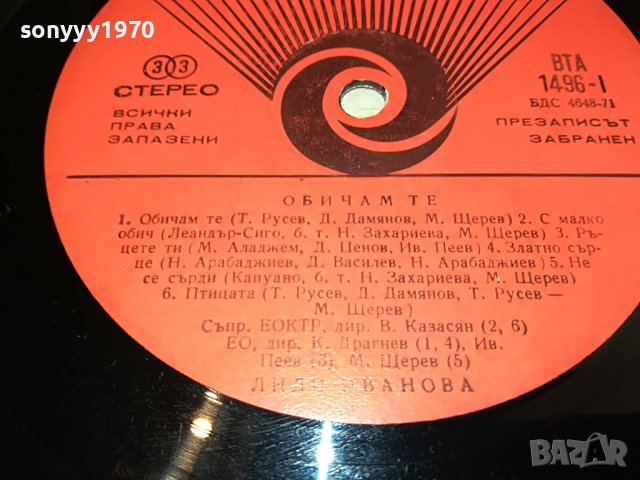 sonyyy1970
33
СТЕРЕО
ВСИЧКИ
ПРАВА
ЗАПАЗЕНИ
ВТА
1496-I
БДС 4648-71
ПРЕЗАПИСЪТ
ЗАБРАНЕН
ОБИЧАМ ТЕ
1. Обичам те (Т. Русев, Д. Дамянов, М. Щерев) 2. С малко
обич (Леандър-Сиго, б. т. Н. Захариева, М. Щерев) 3. Ръ-
цете ти (М. Аладжем, Д. Ценов, Ив. Пеев) 4. Златно сър-
це (Н. Арабаджиев, Д. Василев, Н. Арабаджиев) 5. Не
се сърди (Капуано, б. т. Н. Захариева, М. Щерев)
6. Птицата (Т. Русев, Д. Дамянов, Т. Русев —
М. Щерев)
Съпр. ЕОКТР, дир. В. Казасян (2, 6)
ЕО, дир. К. Драгнев (1, 4), Ив.
Пеев (3), М. Щерев (5)
ЛИЛИ ИВАНОВА
BAZAR